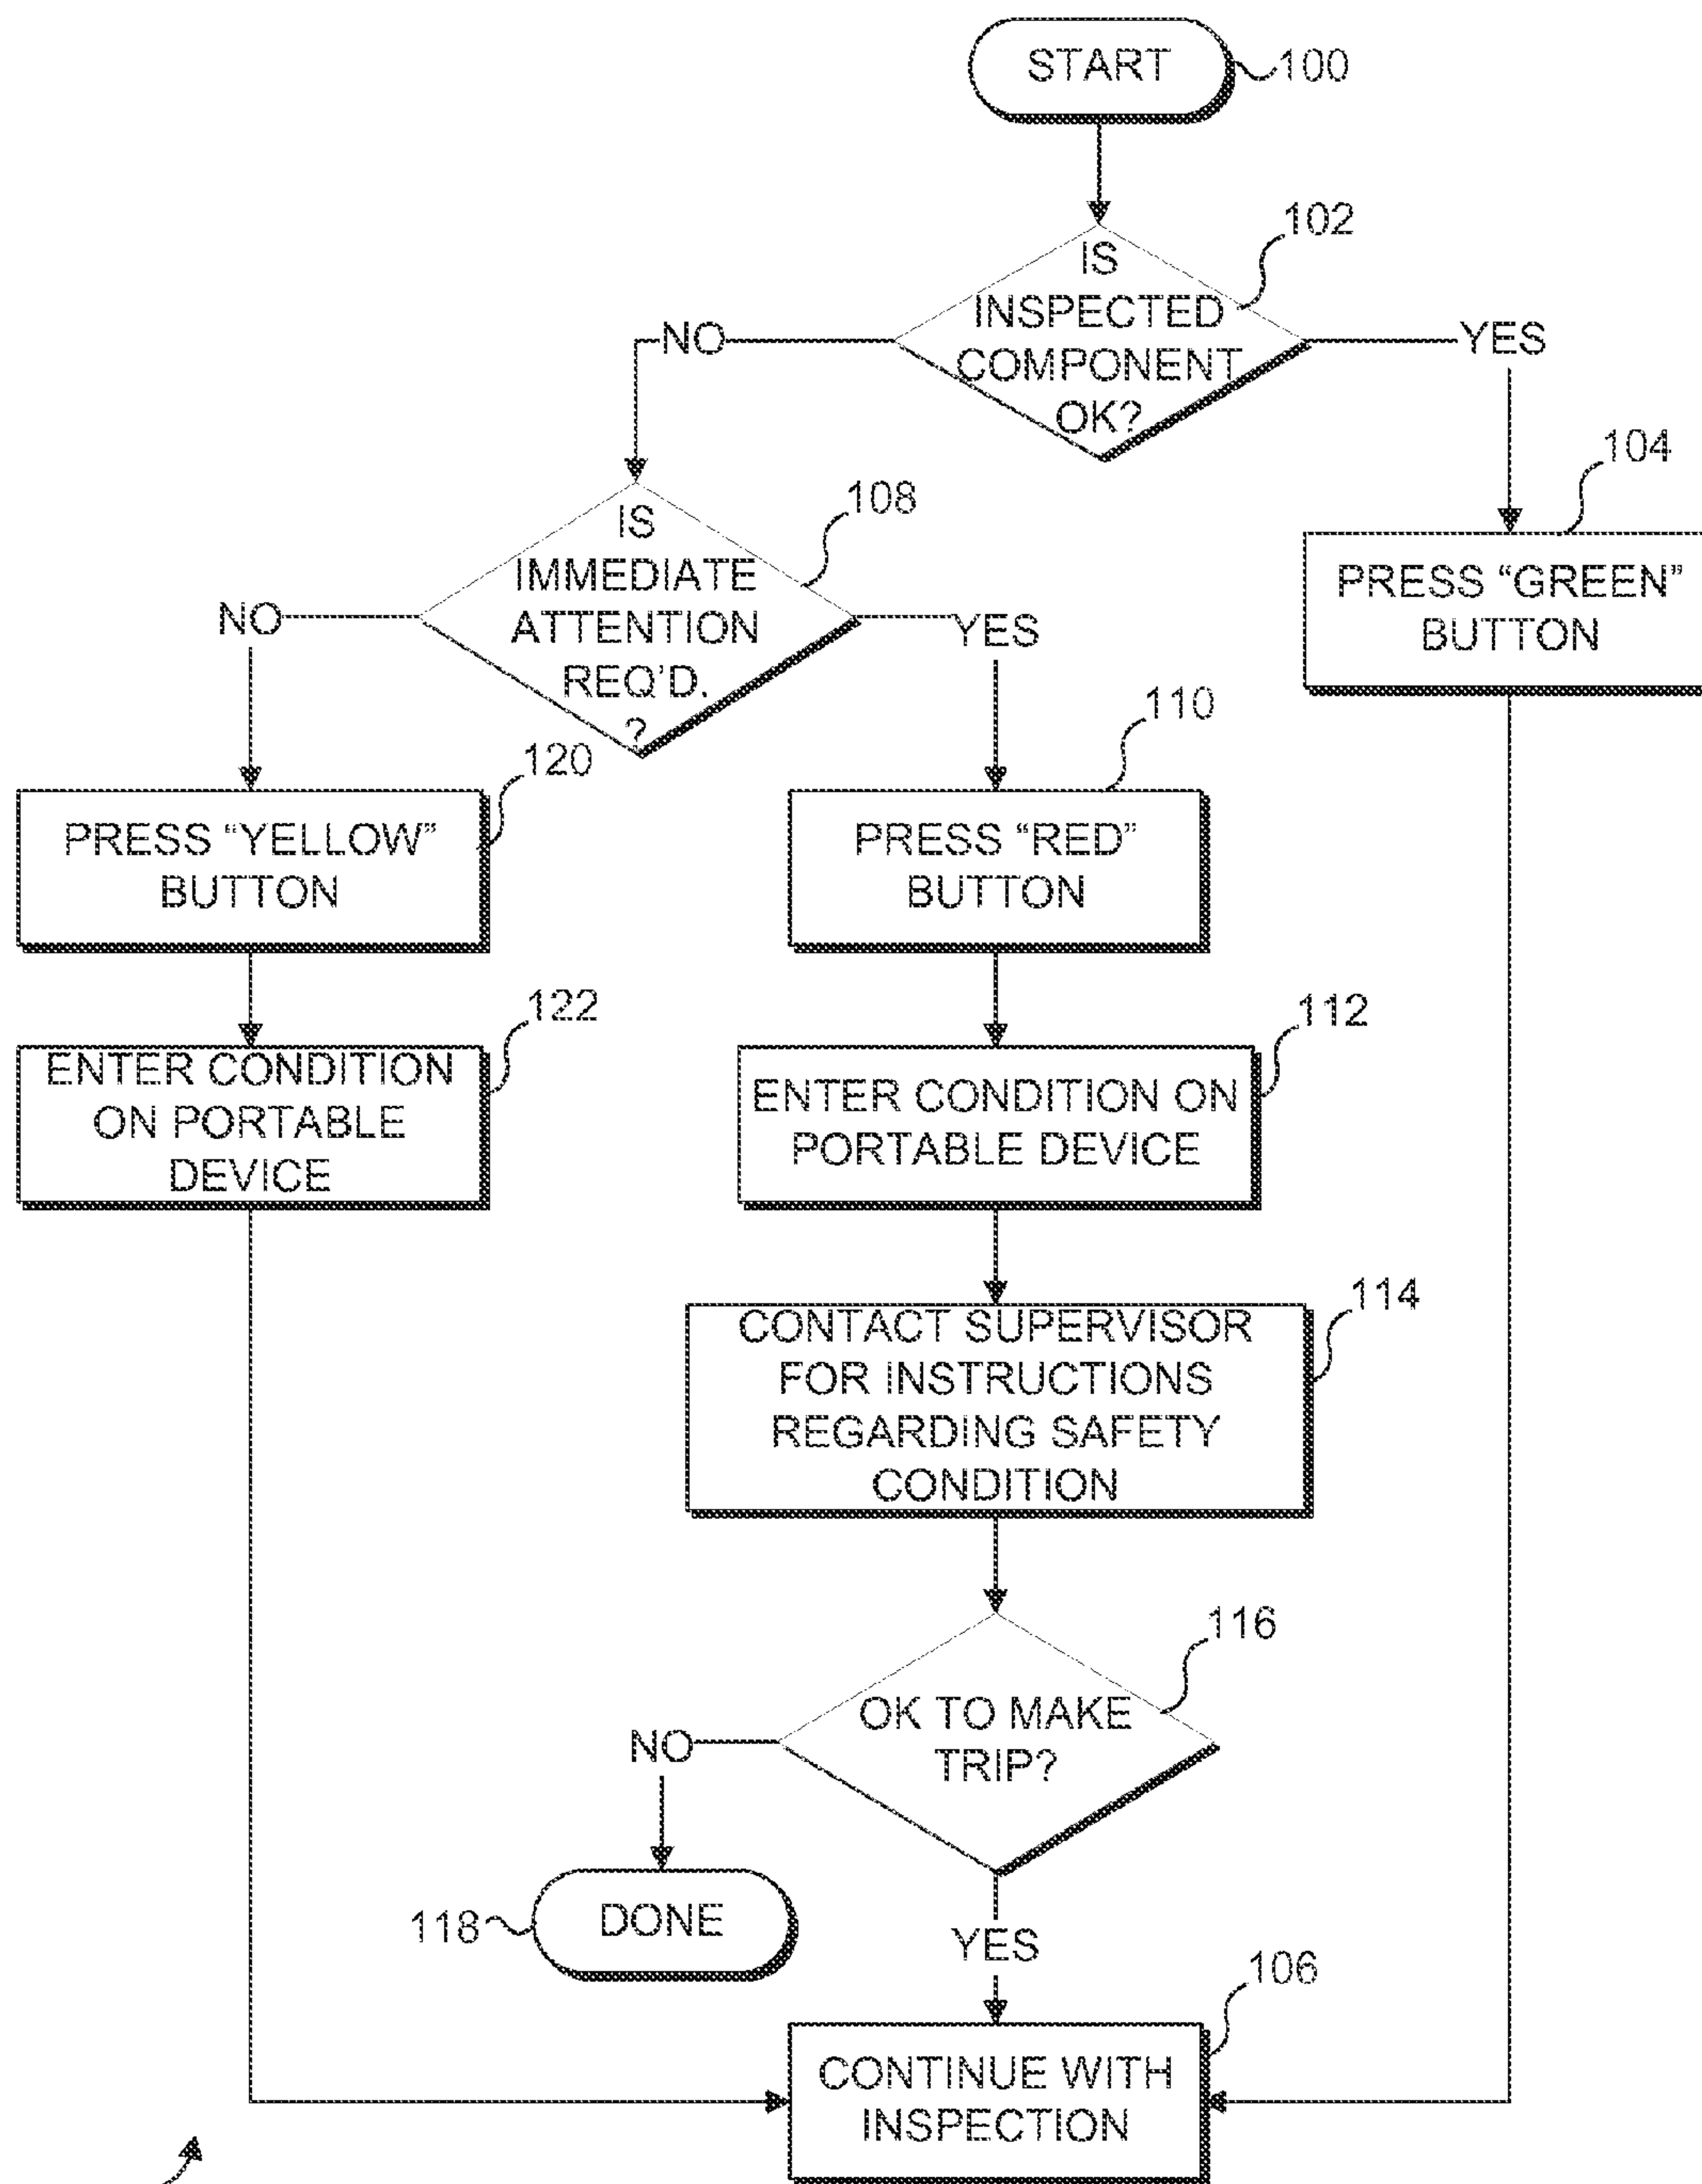 START
100
102
IS
INSPECTED
COMPONENT
OK?
NO
YES
104
PRESS “GREEN”
BUTTON
108
IS
IMMEDIATE
ATTENTION
REQ’D.
?
NO
YES
120
PRESS “YELLOW”
BUTTON
110
PRESS “RED”
BUTTON
122
ENTER CONDITION
ON PORTABLE
DEVICE
112
ENTER CONDITION ON
PORTABLE DEVICE
114
CONTACT SUPERVISOR
FOR INSTRUCTIONS
REGARDING SAFETY
CONDITION
116
OK TO MAKE
TRIP?
NO
118
DONE
YES
106
CONTINUE WITH
INSPECTION